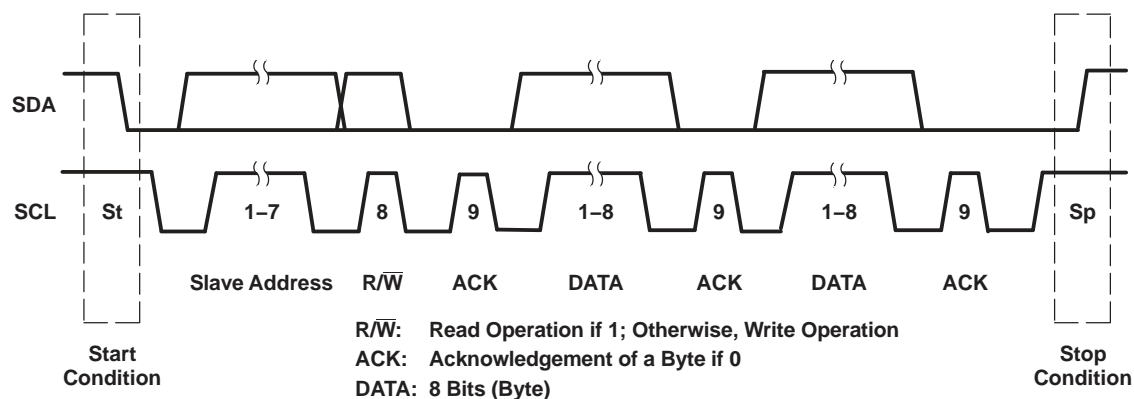 SDA
SCL St 1–7 8 9 1–8 9 1–8 9 Sp
Slave Address R/W̅ ACK DATA ACK DATA ACK
R/W̅: Read Operation if 1; Otherwise, Write Operation
ACK: Acknowledgement of a Byte if 0
DATA: 8 Bits (Byte)
Start
Condition
Stop
Condition